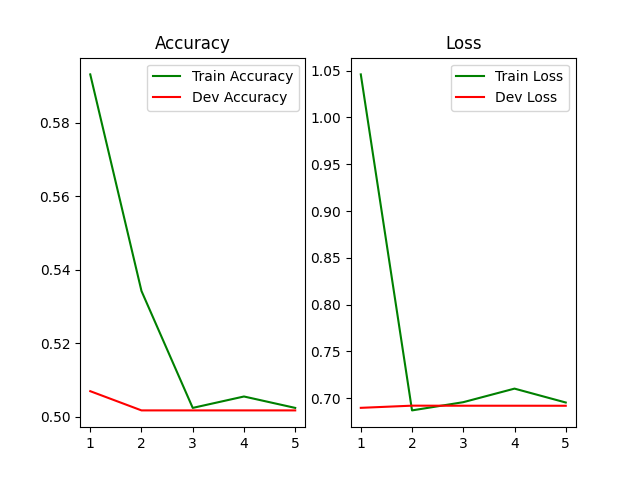 Accuracy
Train Accuracy
Dev Accuracy
0.58
0.56
0.54
0.52
0.50
1 2 3 4 5
Loss
Train Loss
Dev Loss
1.05
1.00
0.95
0.90
0.85
0.80
0.75
0.70
1 2 3 4 5